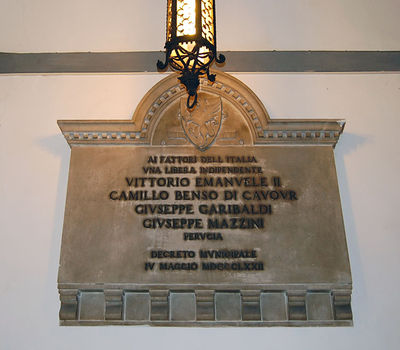 AI FATTORI DELL ITALIA
VNA LIBERA INDIPENDENTE
VITTORIO EMANVELE II
CAMILLO BENSO DI CAVOVR
GIVSEPPE GARIBALDI
GIVSEPPE MAZZINI
PERVGIA
DECRETO MVNICIPALE
IV MAGGIO MDCCCLXXII